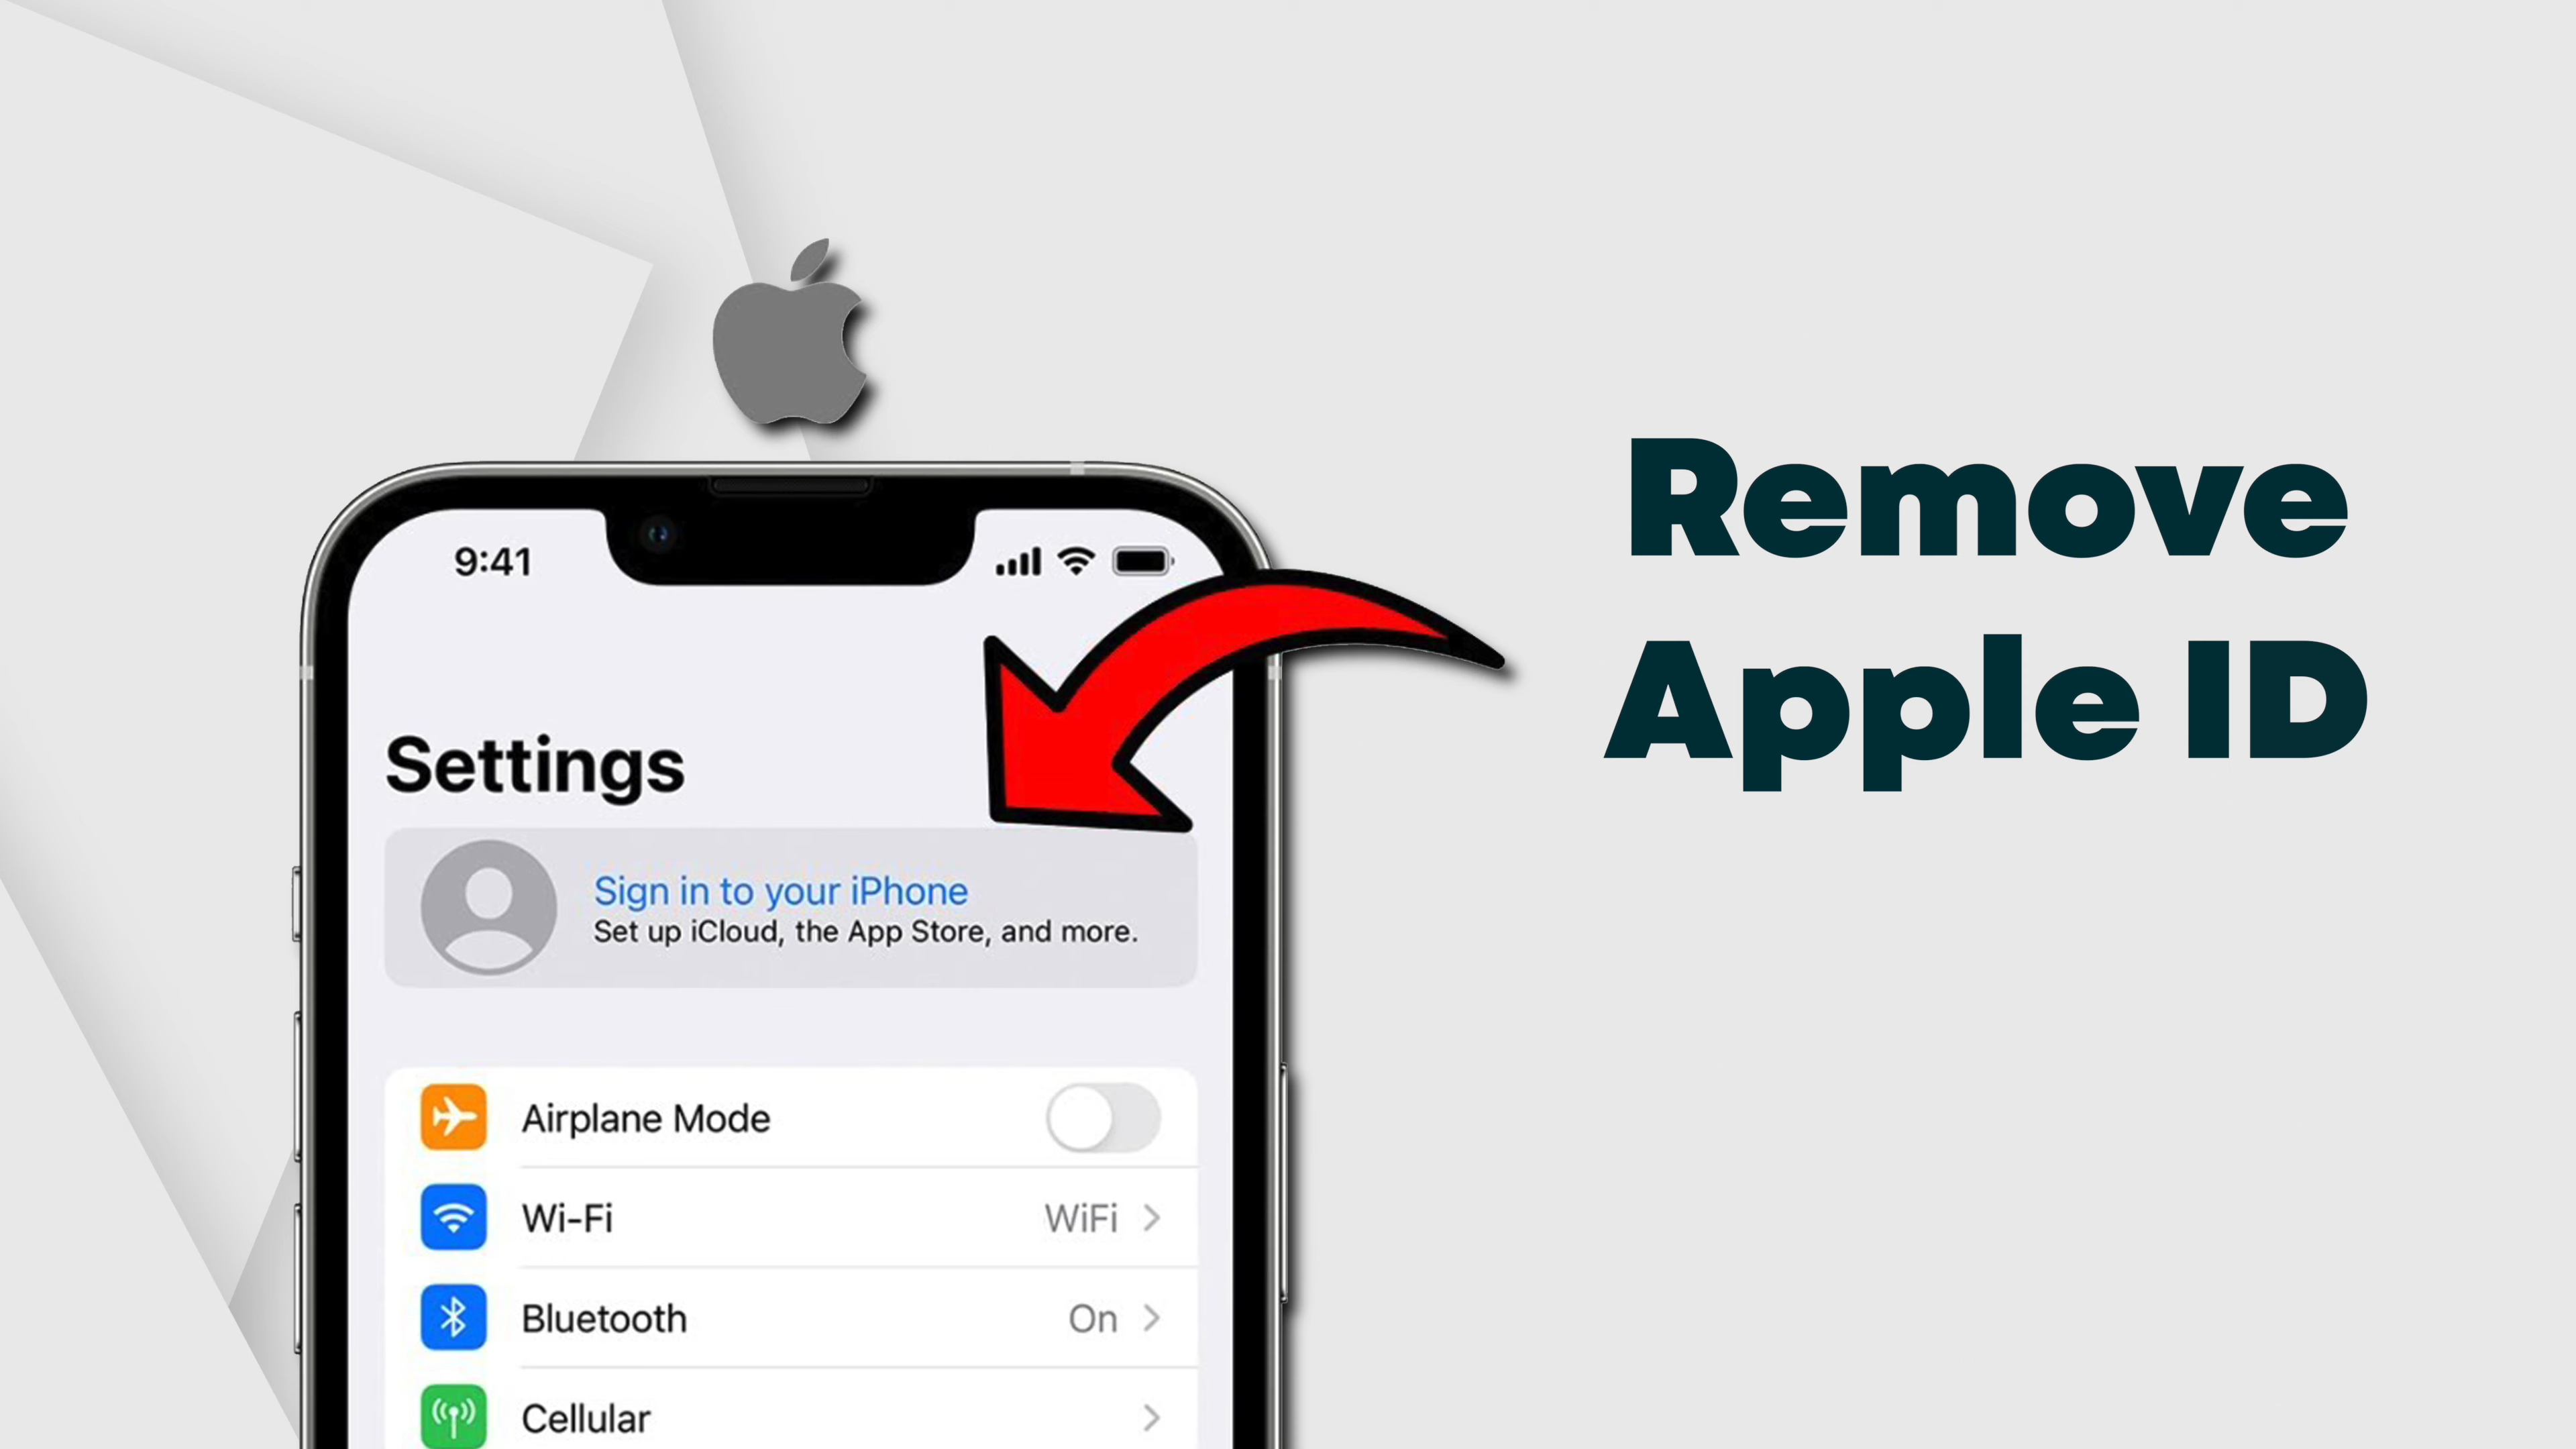 9:41
Settings
Sign in to your iPhone
Set up iCloud, the App Store, and more.
Airplane Mode
Wi-Fi WiFi
Bluetooth On
Cellular
Remove
Apple ID